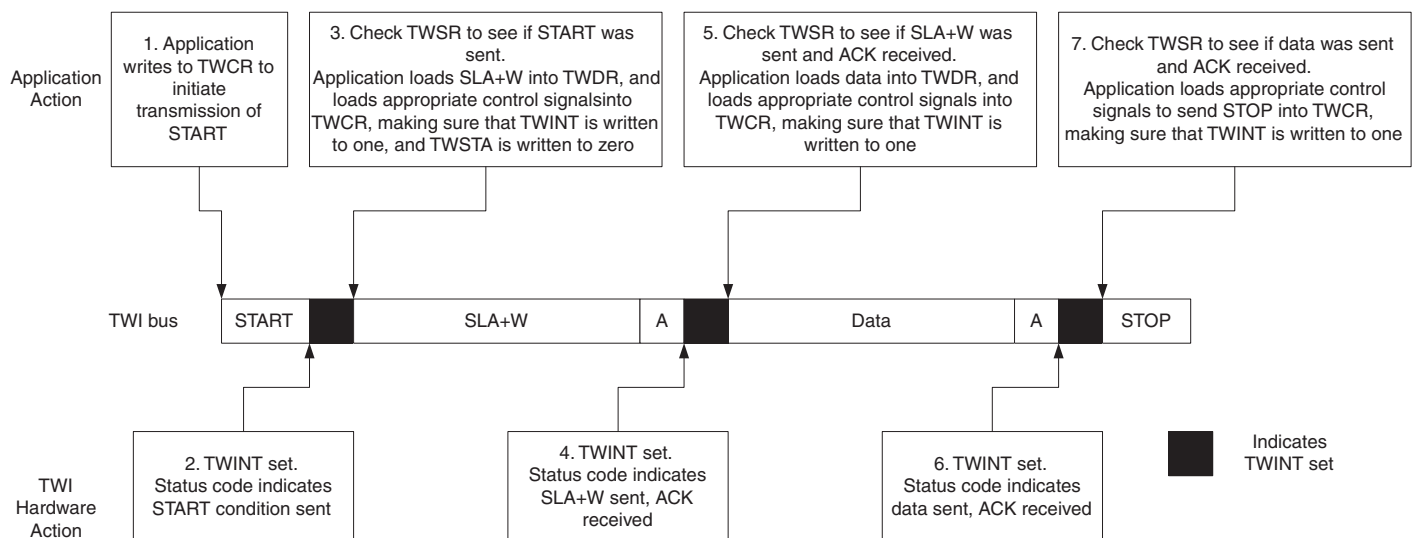 Application
Action
1. Application
writes to TWCR to
initiate
transmission of
START
3. Check TWSR to see if START was
sent.
Application loads SLA+W into TWDR, and
loads appropriate control signalsinto
TWCR, making sure that TWINT is written
to one, and TWSTA is written to zero
5. Check TWSR to see if SLA+W was
sent and ACK received.
Application loads data into TWDR, and
loads appropriate control signals into
TWCR, making sure that TWINT is
written to one
7. Check TWSR to see if data was sent
and ACK received.
Application loads appropriate control
signals to send STOP into TWCR,
making sure that TWINT is written to one
TWI bus
START
SLA+W
A
Data
A
STOP
TWI
Hardware
Action
2. TWINT set.
Status code indicates
START condition sent
4. TWINT set.
Status code indicates
SLA+W sent, ACK
received
6. TWINT set.
Status code indicates
data sent, ACK received
Indicates
TWINT set